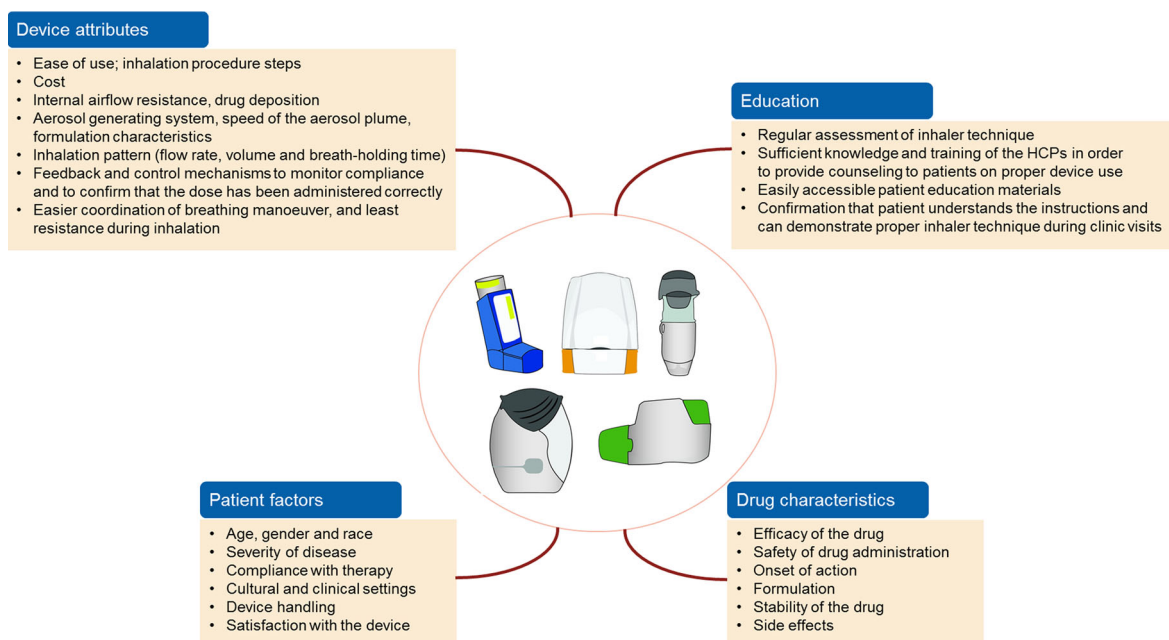 Device attributes
• Ease of use; inhalation procedure steps
• Cost
• Internal airflow resistance, drug deposition
• Aerosol generating system, speed of the aerosol plume,
formulation characteristics
• Inhalation pattern (flow rate, volume and breath-holding time)
• Feedback and control mechanisms to monitor compliance
and to confirm that the dose has been administered correctly
• Easier coordination of breathing manoeuver, and least
resistance during inhalation
Education
• Regular assessment of inhaler technique
• Sufficient knowledge and training of the HCPs in order
to provide counseling to patients on proper device use
• Easily accessible patient education materials
• Confirmation that patient understands the instructions and
can demonstrate proper inhaler technique during clinic visits
Patient factors
• Age, gender and race
• Severity of disease
• Compliance with therapy
• Cultural and clinical settings
• Device handling
• Satisfaction with the device
Drug characteristics
• Efficacy of the drug
• Safety of drug administration
• Onset of action
• Formulation
• Stability of the drug
• Side effects